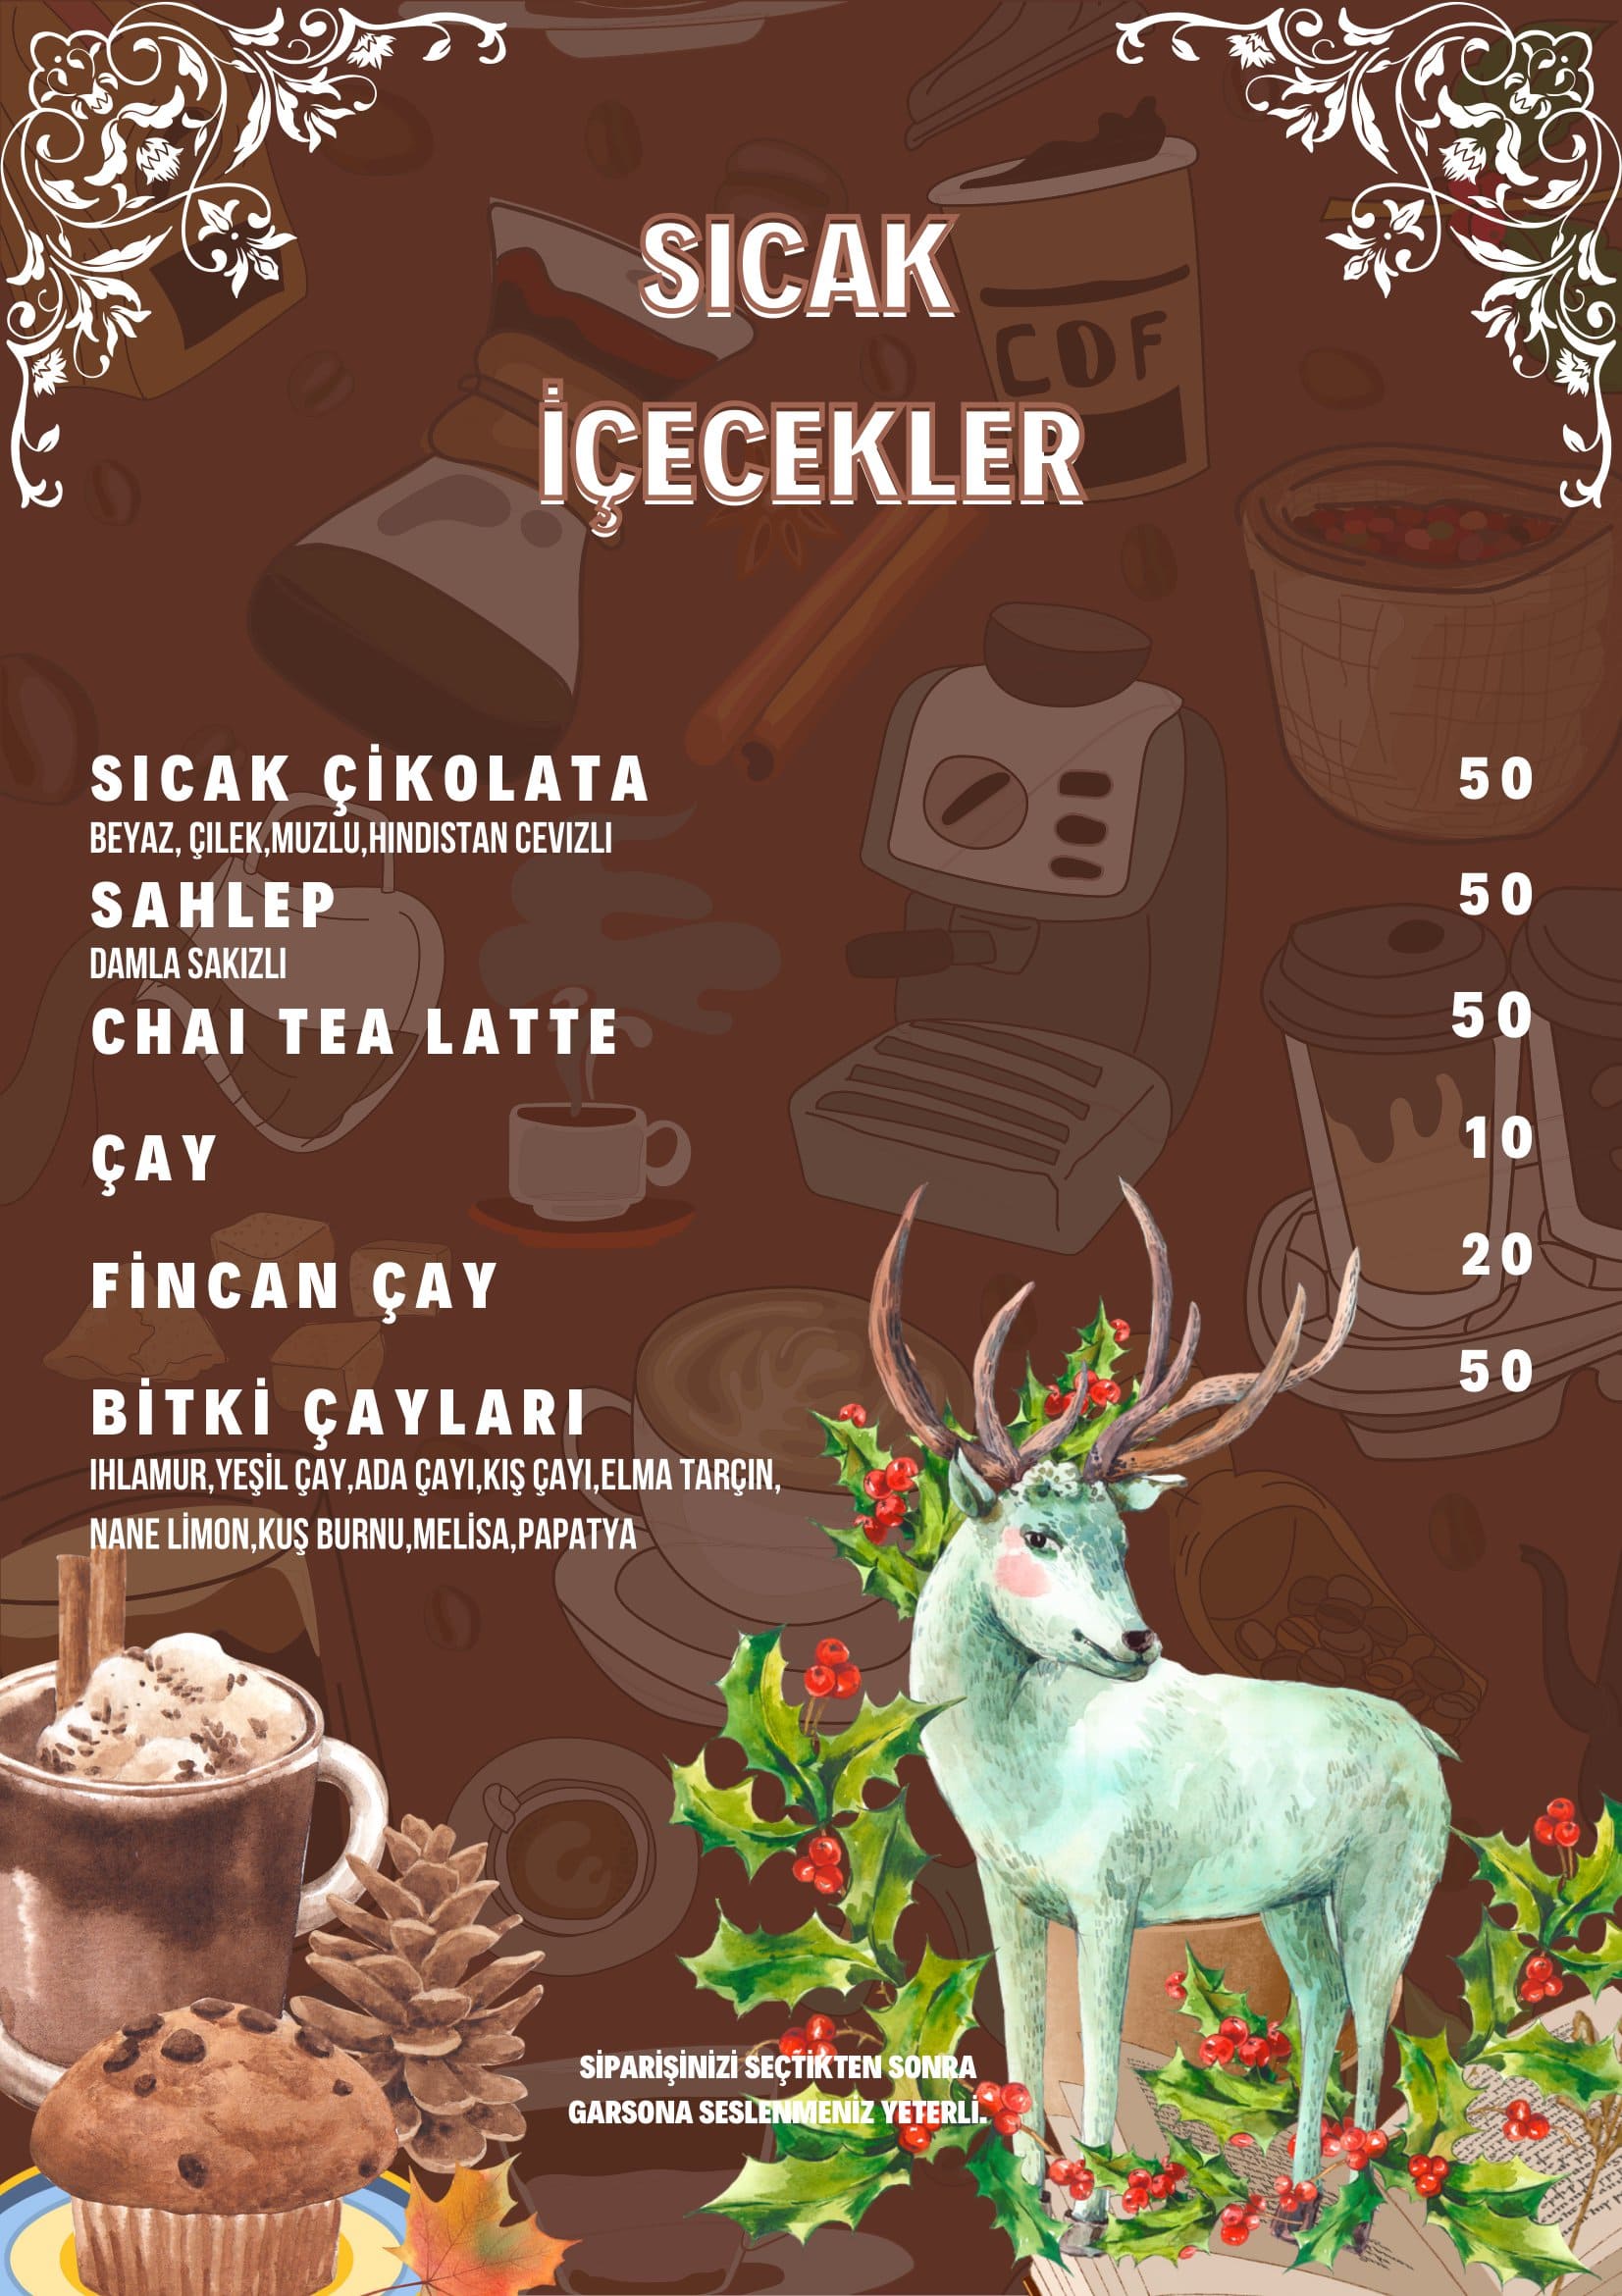 SICAK
İÇECEKLER
COF
SICAK ÇİKOLATA 50
BEYAZ, ÇILEK,MUZLU,HINDISTAN CEVIZLI
SAHLEP 50
DAMLA SAKIZLI
CHAI TEA LATTE 50
ÇAY 10
FİNCAN ÇAY 20
BİTKİ ÇAYLARI 50
IHLAMUR,YEŞİL ÇAY,ADA ÇAYI,KIŞ ÇAYI,ELMA TARÇIN,
NANE LİMON,KUŞ BURNU,MELİSA,PAPATYA
SİPARİŞİNİZİ SEÇTİKTEN SONRA
GARSONA SESLENMENİZ YETERLİ.